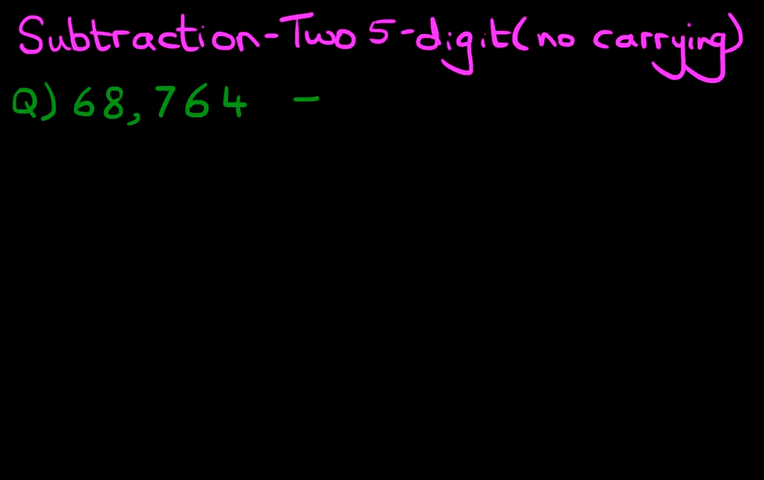 Subtraction-Two 5-digit(no carrying)
Q) 68,764 -